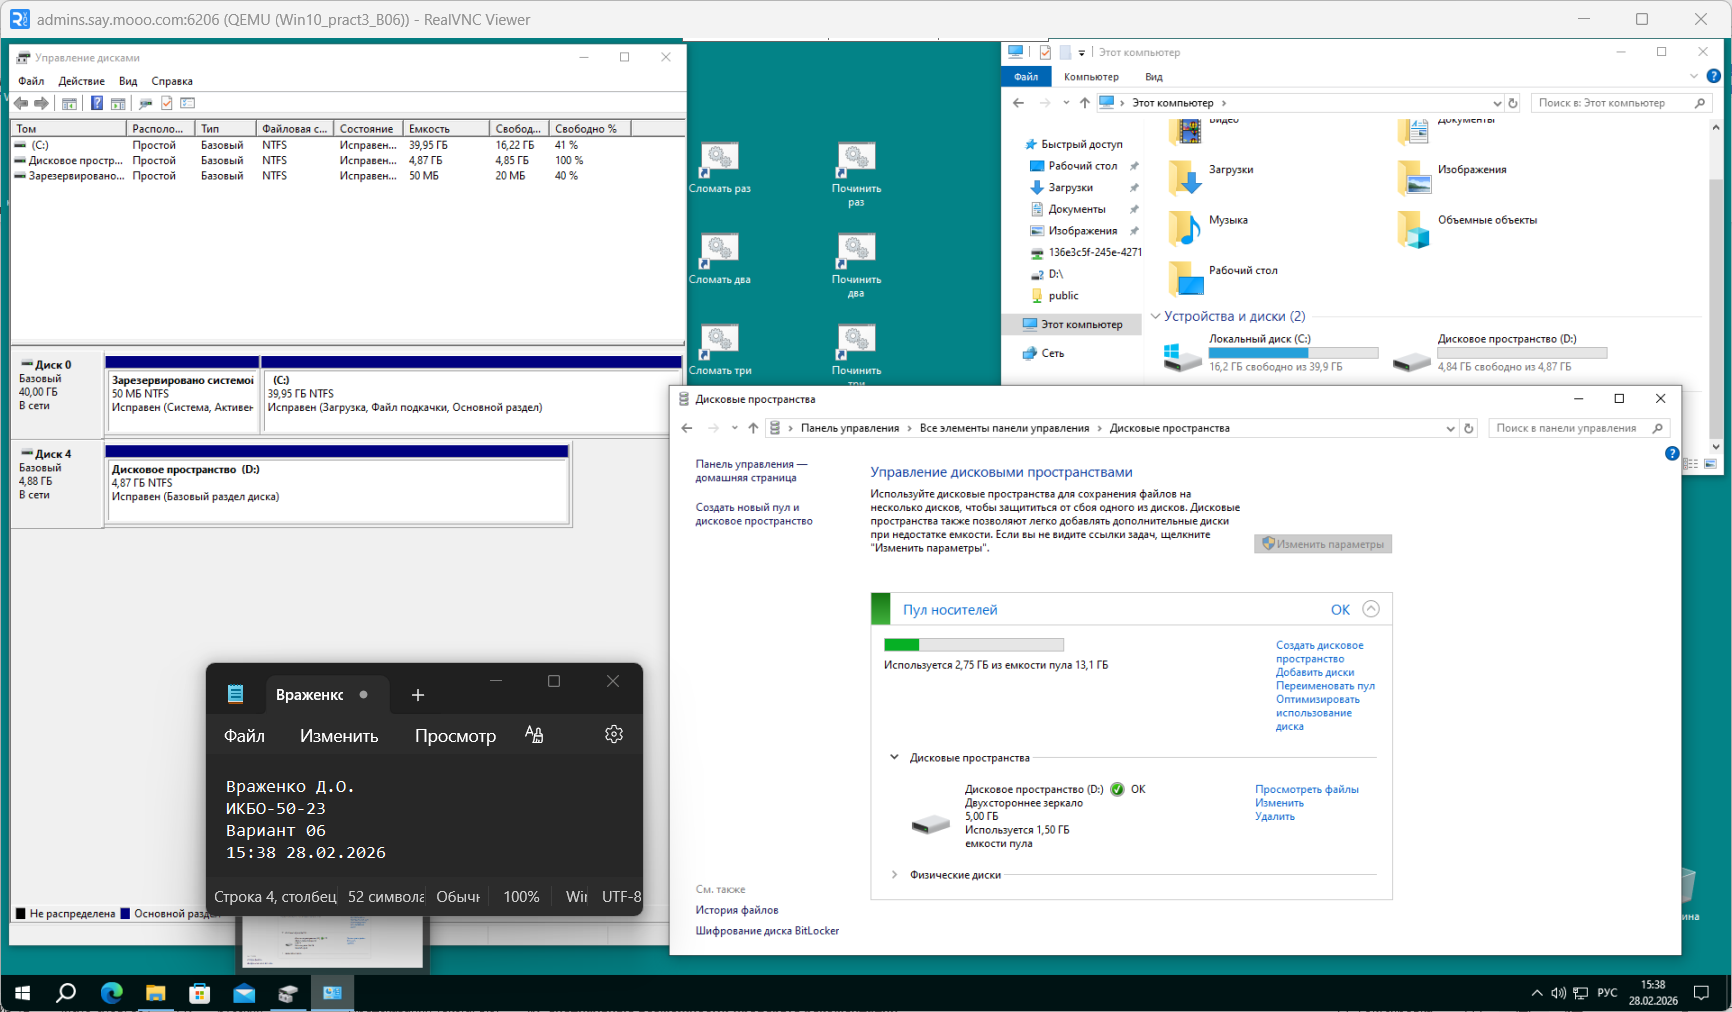 admins.say.mooo.com:6206 (QEMU (Win10_pract3_B06)) - RealVNC Viewer
Управление дисками
Файл Действие Вид Справка
Том Располо... Тип Файловая с... Состояние Емкость Свобод... Свободно %
(C:) Простой Базовый NTFS Исправен... 39,95 ГБ 16,22 ГБ 41 %
Дисковое простр... Простой Базовый NTFS Исправен... 4,87 ГБ 4,85 ГБ 100 %
Зарезервировано... Простой Базовый NTFS Исправен... 50 МБ 20 МБ 40 %
Диск 0
Базовый
40,00 ГБ
В сети
Зарезервировано системой
50 МБ NTFS
Исправен (Система, Активен
(C:)
39,95 ГБ NTFS
Исправен (Загрузка, Файл подкачки, Основной раздел)
Диск 4
Базовый
4,88 ГБ
В сети
Дисковое пространство (D:)
4,87 ГБ NTFS
Исправен (Базовый раздел диска)
Не распределена Основной разде
Сломать раз
Починить
раз
Сломать два
Починить
два
Сломать три
Починить
три
Этот компьютер
Файл Компьютер Вид
Этот компьютер
Поиск в: Этот компьютер
Быстрый доступ
Рабочий стол
Загрузки
Документы
Изображения
136e3c5f-245e-4271
D:\
public
Этот компьютер
Сеть
Видео
Документы
Загрузки
Изображения
Музыка
Объемные объекты
Рабочий стол
Устройства и диски (2)
Локальный диск (C:)
16,2 ГБ свободно из 39,9 ГБ
Дисковое пространство (D:)
4,84 ГБ свободно из 4,87 ГБ
Дисковые пространства
Панель управления Все элементы панели управления Дисковые пространства
Поиск в панели управления
Панель управления —
домашняя страница
Создать новый пул и
дисковое пространство
Управление дисковыми пространствами
Используйте дисковые пространства для сохранения файлов на
несколько дисков, чтобы защититься от сбоя одного из дисков. Дисковые
пространства также позволяют легко добавлять дополнительные диски
при недостатке емкости. Если вы не видите ссылки задач, щелкните
"Изменить параметры".
Изменить параметры
Пул носителей
ОК
Используется 2,75 ГБ из емкости пула 13,1 ГБ
Создать дисковое
пространство
Добавить диски
Переименовать пул
Оптимизировать
использование
диска
Дисковые пространства
Дисковое пространство (D:) ОК
Двухстороннее зеркало
5,00 ГБ
Используется 1,50 ГБ
емкости пула
Просмотреть файлы
Изменить
Удалить
Физические диски
См. также
История файлов
Шифрование диска BitLocker
Враженко
Файл Изменить Просмотр
Враженко Д.О.
ИКБО-50-23
Вариант 06
15:38 28.02.2026
Строка 4, столбец 52 символа Обычн 100% Wir UTF-8
ина
РУС
15:38
28.02.2026